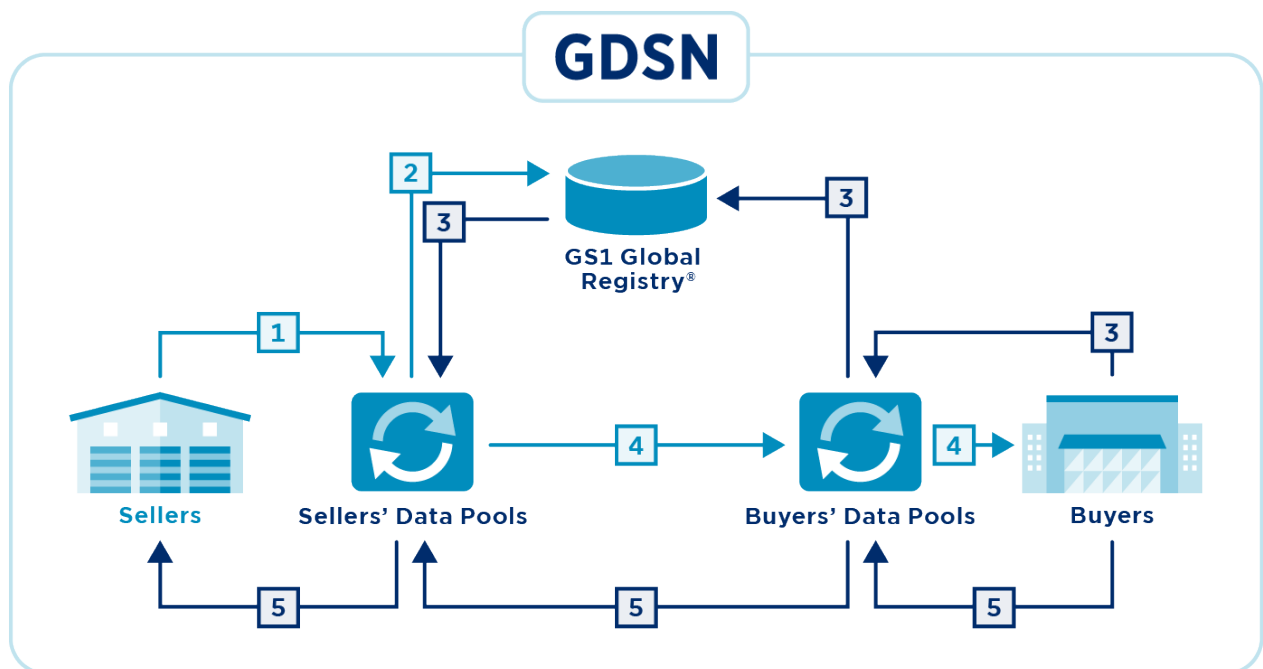 GDSN
2
3
3
GS1 Global
Registry®
1
3
4
4
Sellers
Sellers’ Data Pools
Buyers’ Data Pools
Buyers
5
5
5